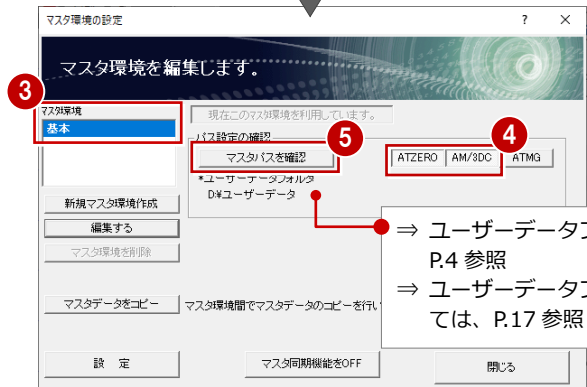 マスタ環境の設定
? ×
マスタ環境を編集します。
3
マスタ環境
基本
現在このマスタ環境を利用しています。
パス設定の確認
5
4
マスタパスを確認
ATZERO AM/3DC ATMG
*ユーザーデータフォルダ
D:¥ユーザーデータ
新規マスタ環境作成
編集する
マスタ環境を削除
⇒ ユーザーデータフ
P.4 参照
⇒ ユーザーデータフ
ては、P.17 参照
マスタデータをコピー
マスタ環境間でマスタデータのコピーを行い
設 定
マスタ同期機能をOFF
閉じる